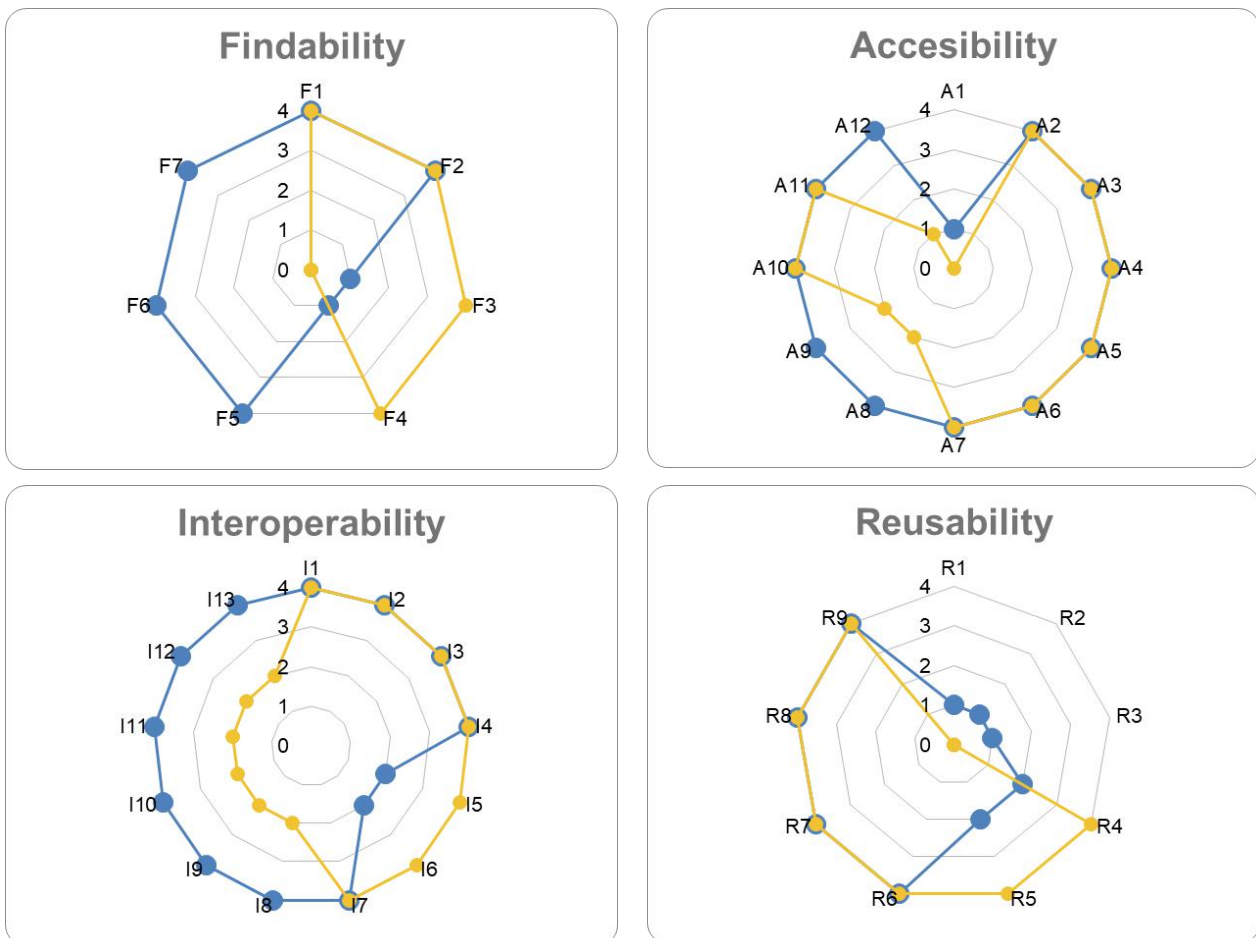 Findability
F1
4
3
2
1
0
F2
F3
F4
F5
F6
F7
Accesibility
A1
4
3
2
1
0
A2
A3
A4
A5
A6
A7
A8
A9
A10
A11
A12
Interoperability
I1
4
3
2
1
0
I2
I3
I4
I5
I6
I7
I8
I9
I10
I11
I12
I13
Reusability
R1
4
3
2
1
0
R2
R3
R4
R5
R6
R7
R8
R9